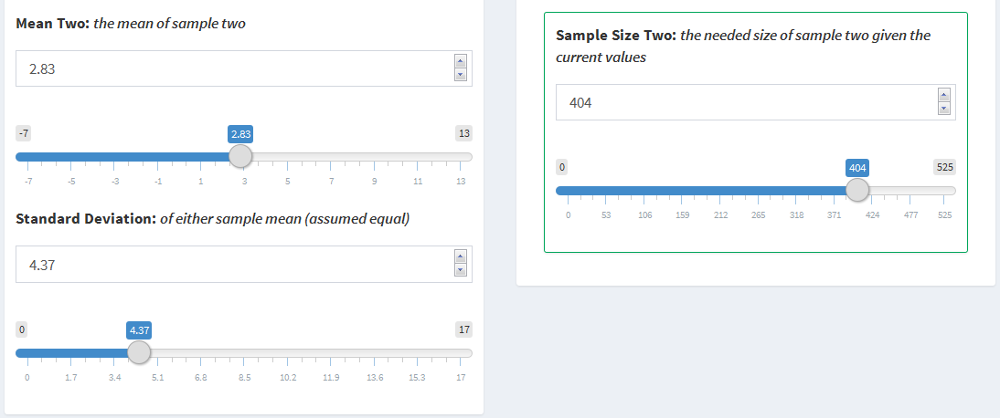 Mean Two: the mean of sample two
2.83
-7 2.83 13
-7 -5 -3 -1 1 3 5 7 9 11 13
Standard Deviation: of either sample mean (assumed equal)
4.37
0 4.37 17
0 1.7 3.4 5.1 6.8 8.5 10.2 11.9 13.6 15.3 17
Sample Size Two: the needed size of sample two given the
current values
404
0 404 525
0 53 106 159 212 265 318 371 424 477 525